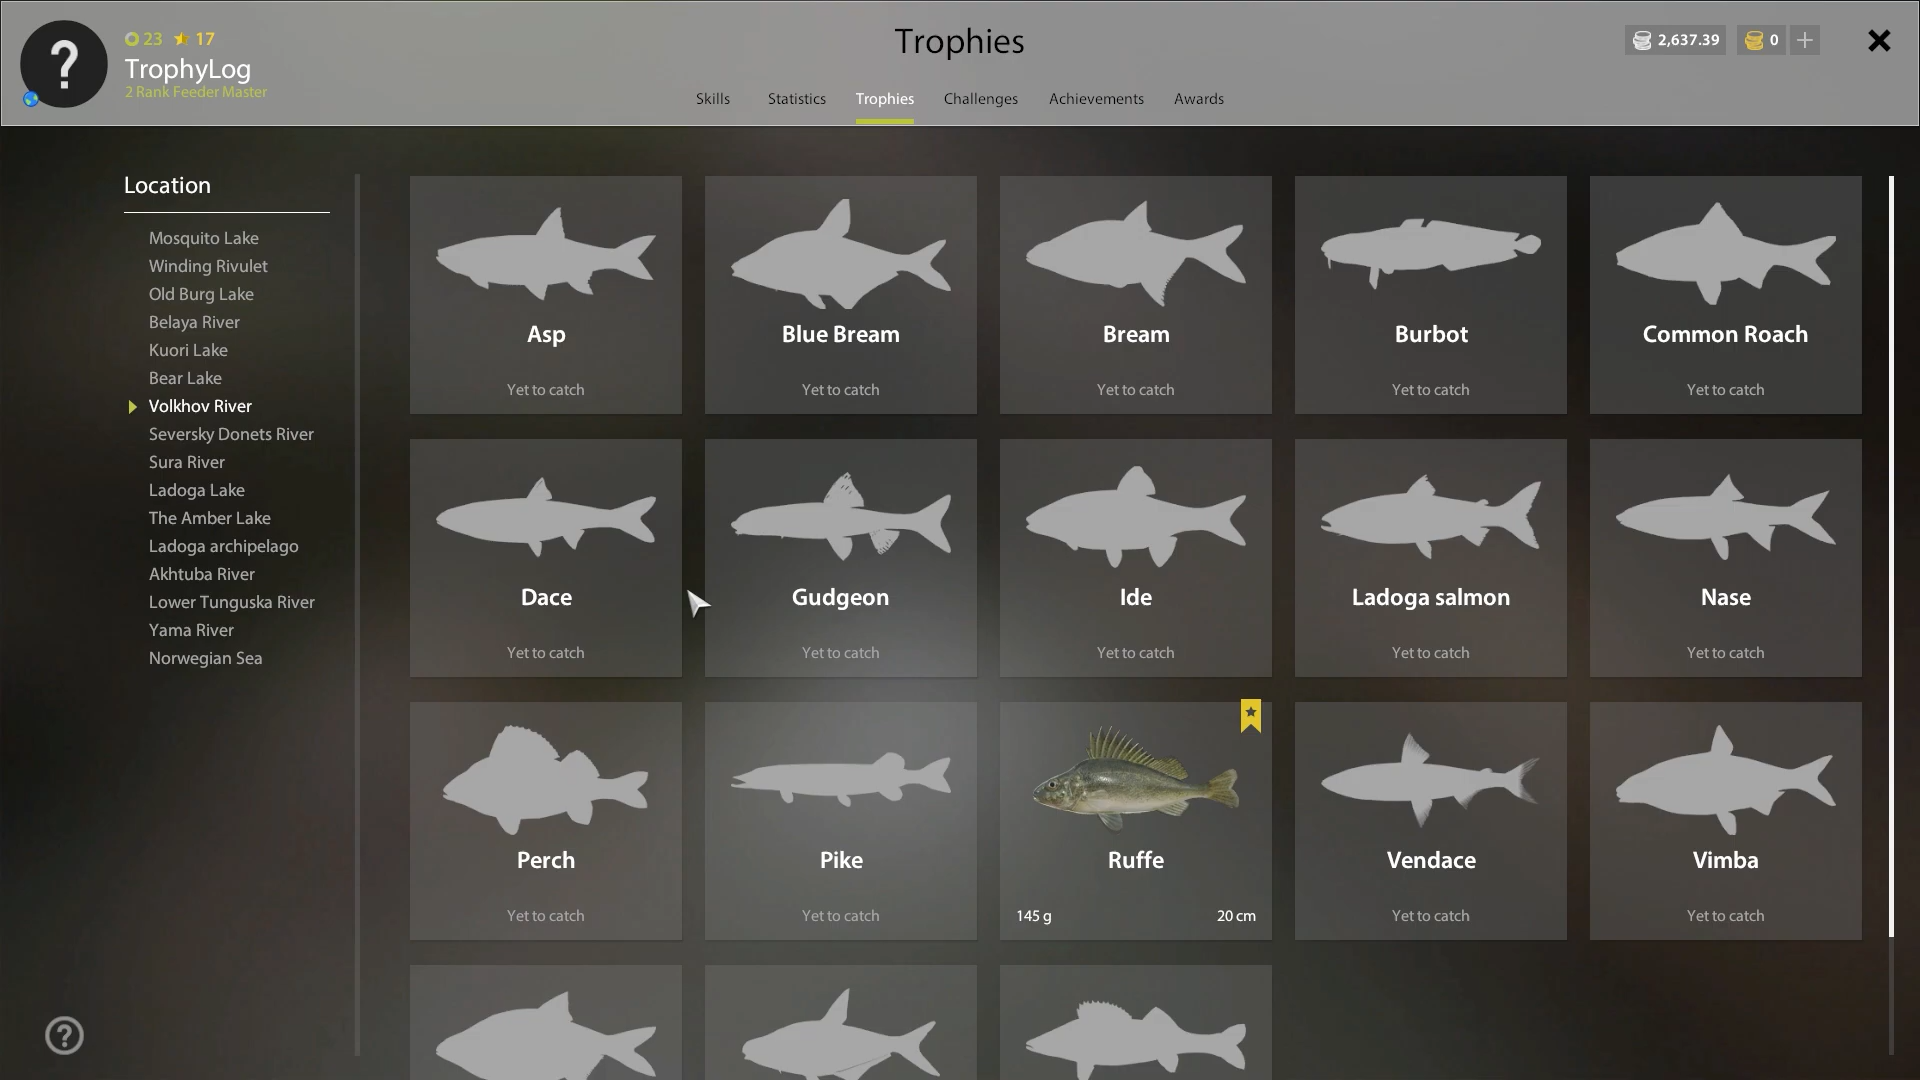 23 17
TrophyLog
2 Rank Feeder Master
Trophies
2,637.39
0
Skills Statistics Trophies Challenges Achievements Awards
Location
Mosquito Lake
Winding Rivulet
Old Burg Lake
Belaya River
Kuori Lake
Bear Lake
Volkhov River
Seversky Donets River
Sura River
Ladoga Lake
The Amber Lake
Ladoga archipelago
Akhtuba River
Lower Tunguska River
Yama River
Norwegian Sea
Asp Blue Bream Bream Burbot Common Roach
Yet to catch Yet to catch Yet to catch Yet to catch Yet to catch
Dace Gudgeon Ide Ladoga salmon Nase
Yet to catch Yet to catch Yet to catch Yet to catch Yet to catch
Perch Pike Ruffe Vendace Vimba
Yet to catch Yet to catch 145 g 20 cm Yet to catch Yet to catch